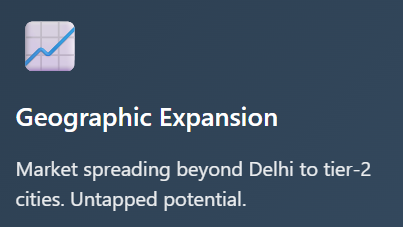 Geographic Expansion
Market spreading beyond Delhi to tier-2
cities. Untapped potential.